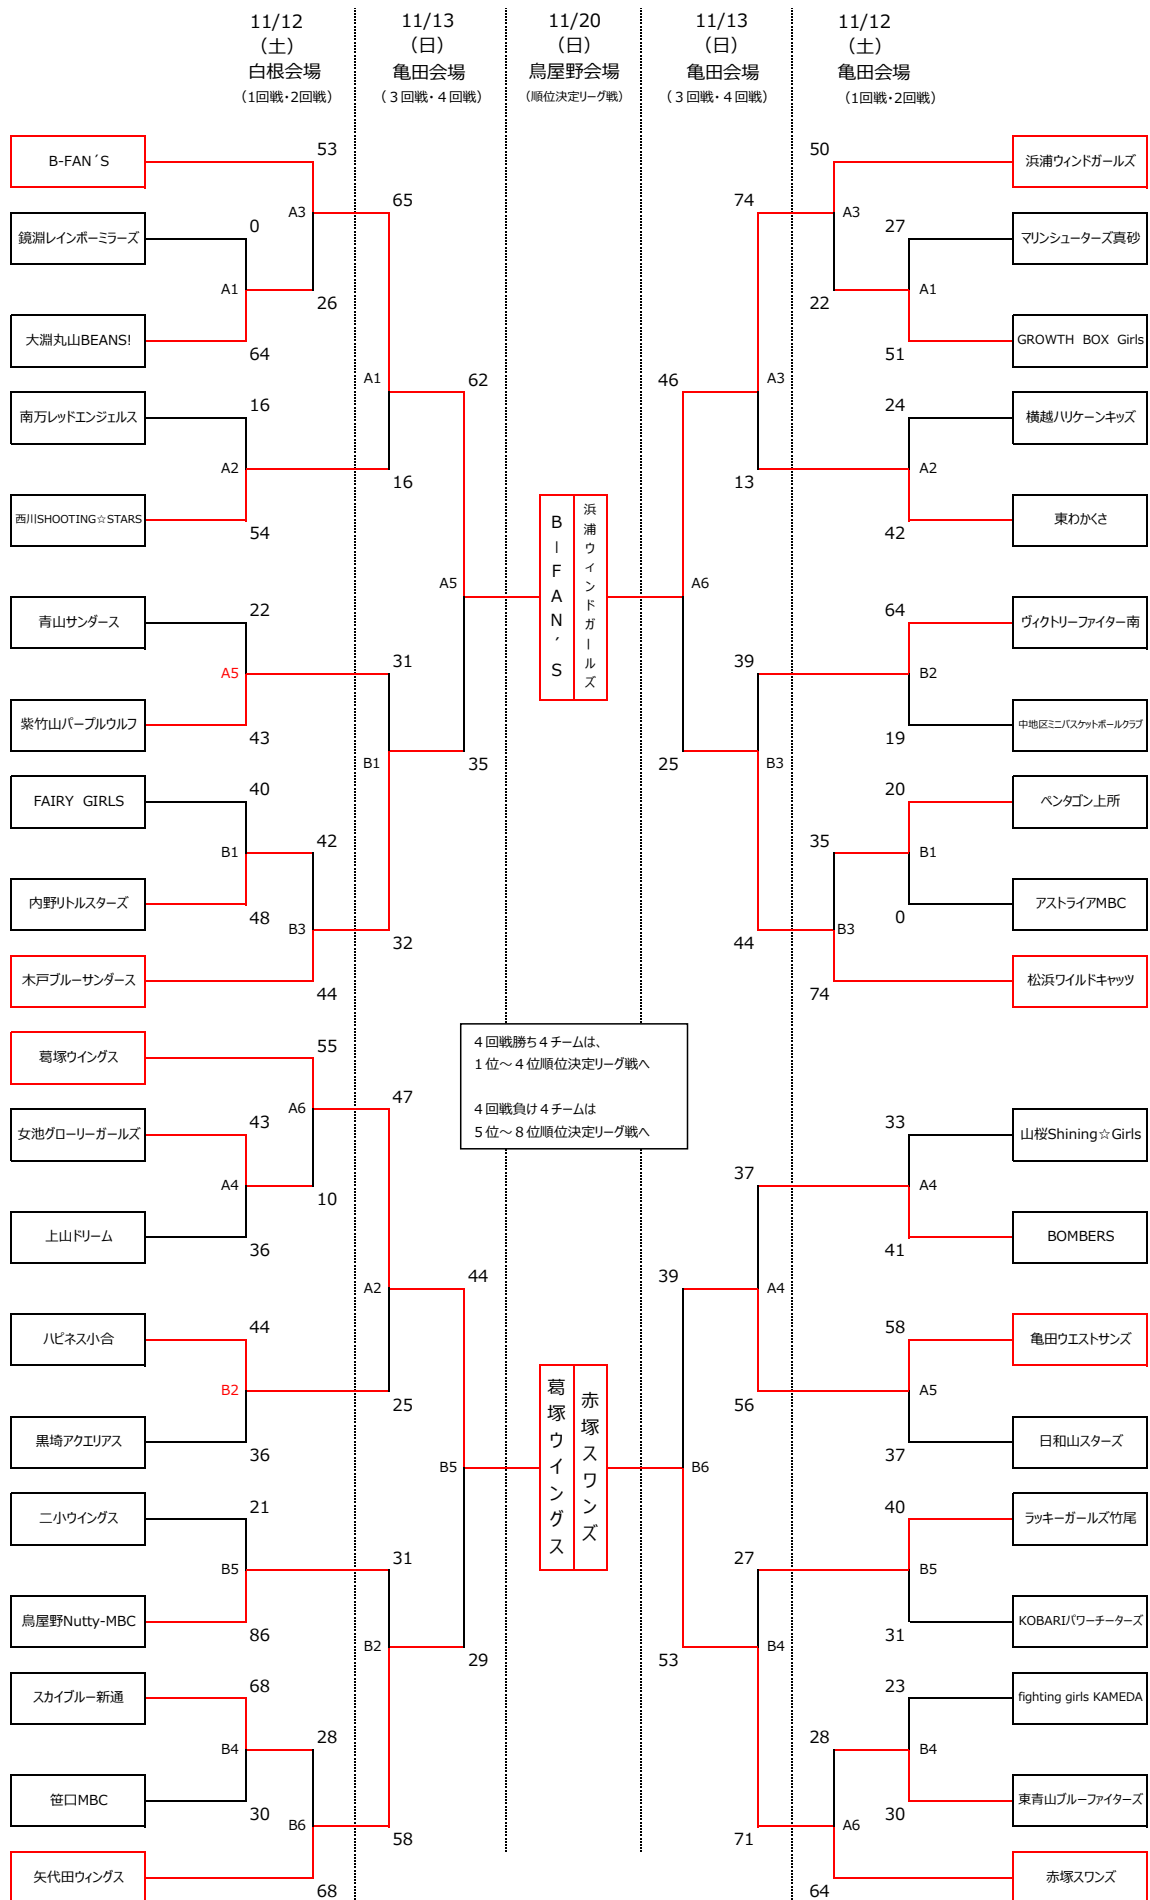 11/12
（土）
白根会場
（1回戦・2回戦）
11/13
（日）
亀田会場
（３回戦・４回戦）
11/20
（日）
鳥屋野会場
（順位決定リーグ戦）
11/13
（日）
亀田会場
（３回戦・４回戦）
11/12
（土）
亀田会場
（1回戦・2回戦）
B-FAN´S
53
鏡淵レインボーミラーズ
0
A3
65
A1
26
大淵丸山BEANS!
64
南万レッドエンジェルス
16
A1
62
A2
16
西川SHOOTING☆STARS
54
A5
青山サンダース
22
A5
31
紫竹山パープルウルフ
43
B1
35
FAIRY GIRLS
40
42
B1
内野リトルスターズ
48
B3
32
木戸ブルーサンダース
44
葛塚ウイングス
55
A6
47
女池グローリーガールズ
43
A4
10
上山ドリーム
36
A2
44
ハピネス小合
44
B2
25
黒埼アクエリアス
36
B5
二小ウイングス
21
B5
31
鳥屋野Nutty-MBC
86
B2
29
スカイブルー新通
68
28
B4
笹口MBC
30
B6
58
矢代田ウィングス
68
B-FAN´S
浜浦ウィンドガールズ
４回戦勝ち４チームは、
１位～４位順位決定リーグ戦へ
４回戦負け４チームは
５位～８位順位決定リーグ戦へ
葛塚ウイングス
赤塚スワンズ
50
浜浦ウィンドガールズ
74
A3
27
マリンシューターズ真砂
22
A1
51
GROWTH BOX Girls
46
A3
24
横越ハリケーンキッズ
13
A2
42
東わかくさ
A6
64
ヴィクトリーファイター南
39
B2
19
中地区ミニバスケットボールクラブ
25
B3
20
ペンタゴン上所
35
B1
0
アストライアMBC
44
B3
74
松浜ワイルドキャッツ
33
山桜Shining☆Girls
37
A4
41
BOMBERS
39
A4
58
亀田ウエストサンズ
56
A5
37
日和山スターズ
B6
40
ラッキーガールズ竹尾
27
B5
31
KOBARIパワーチーターズ
53
B4
23
fighting girls KAMEDA
28
B4
30
東青山ブルーファイターズ
71
A6
64
赤塚スワンズ